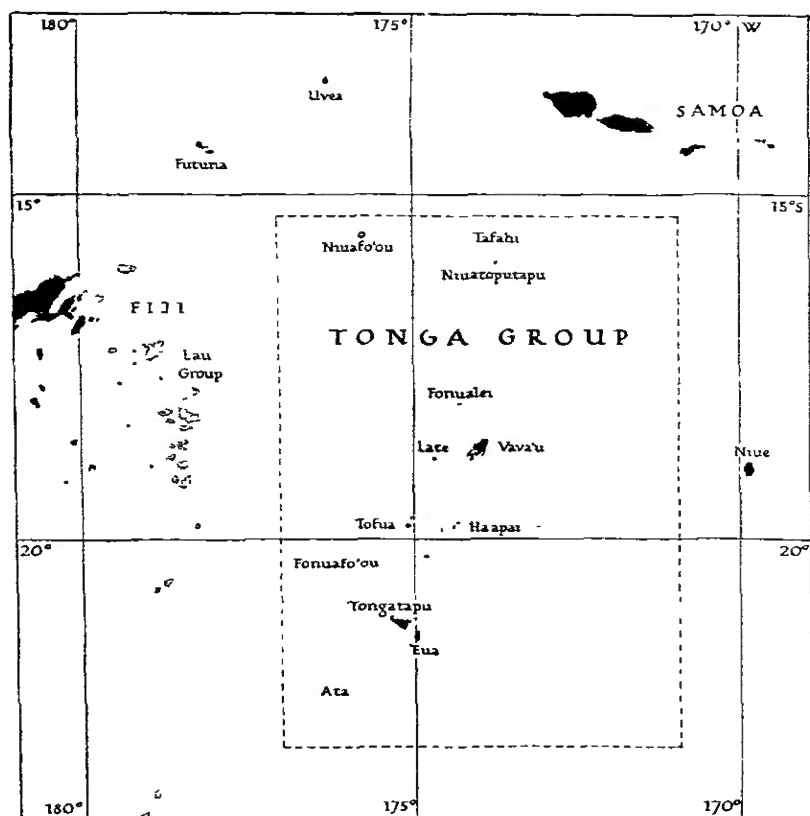 180°
175°
170° W
Uvea
SAMOA
Futuna
15°
15°S
Niuafo'ou
Tafahi
Niuatoputapu
FIJI
TONGA GROUP
Lau
Group
Fonualei
Late
Vava'u
Niue
Tofua
Haapai
20°
20°
Fonuafo'ou
Tongatapu
Eua
Ata
180°
175°
170°